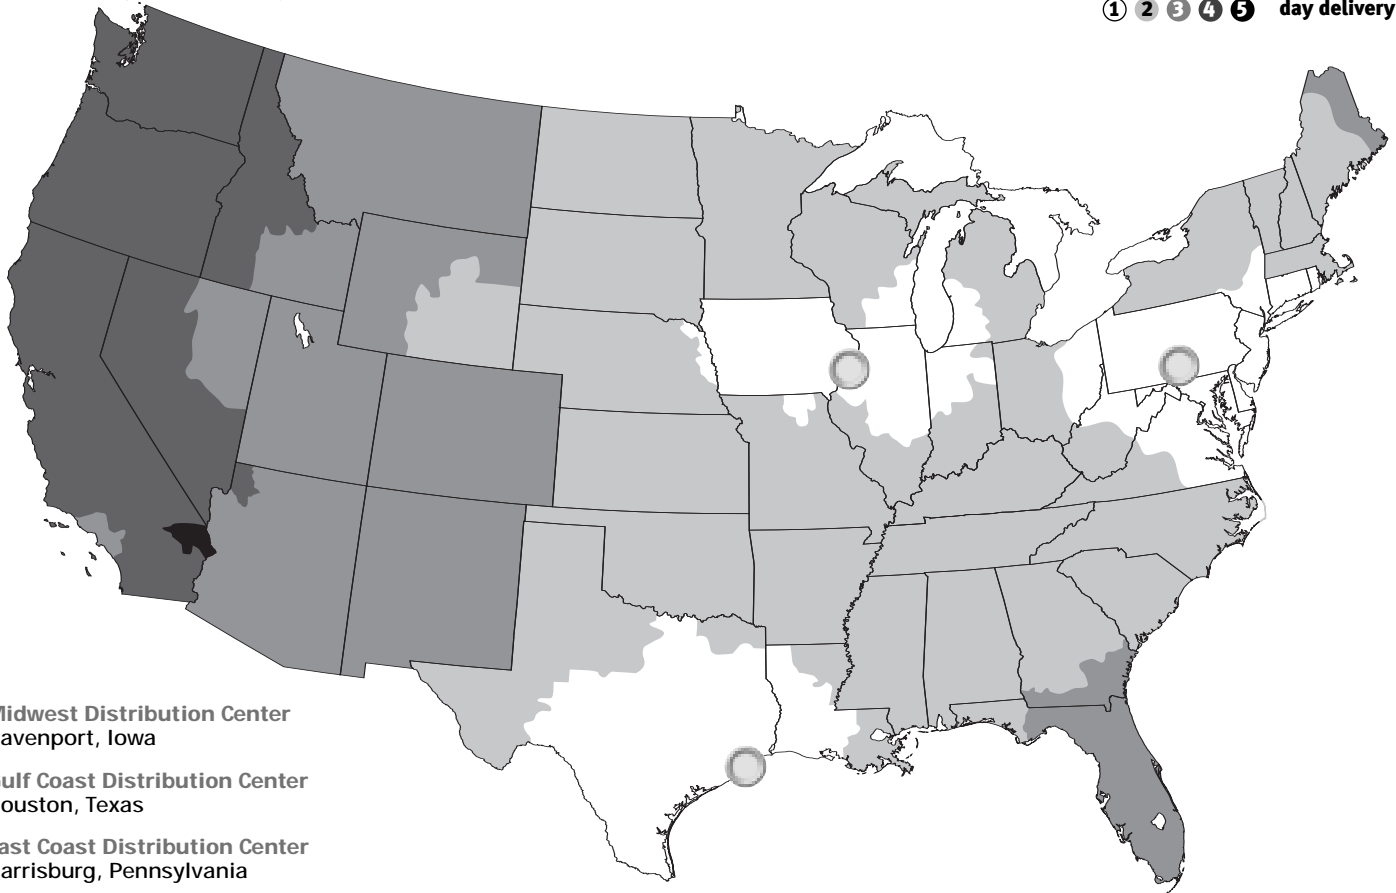 1 2 3 4 5 day delivery
Midwest Distribution Center
avenport, Iowa
ulf Coast Distribution Center
ouston, Texas
ast Coast Distribution Center
arrisburg, Pennsylvania